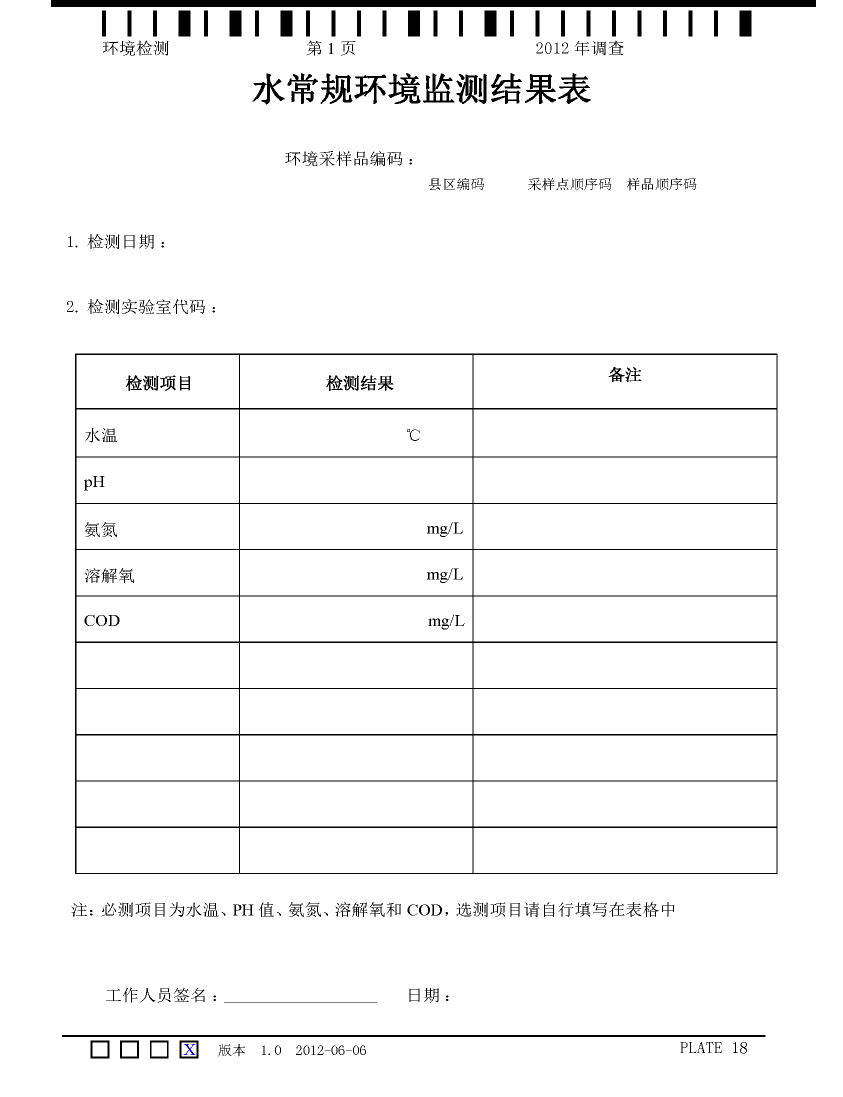 环境检测 第 1 页 2012 年调查
水常规环境监测结果表
环境采样品编码：
县区编码 采样点顺序码 样品顺序码
1. 检测日期：
2. 检测实验室代码：
检测项目 检测结果 备注
水温 ℃
pH
氨氮 mg/L
溶解氧 mg/L
COD mg/L
注：必测项目为水温、PH 值、氨氮、溶解氧和 COD，选测项目请自行填写在表格中
工作人员签名：__________________ 日期：
X 版本 1.0 2012-06-06 PLATE 18